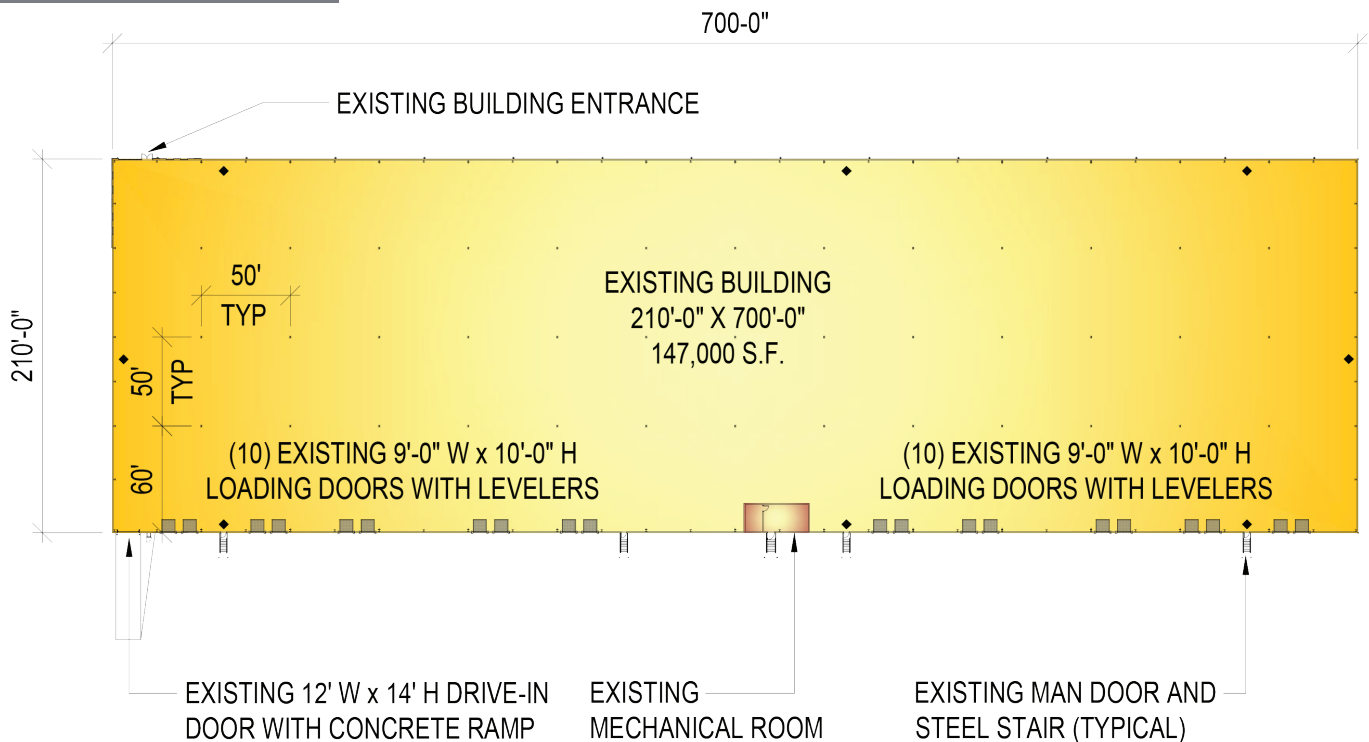 700-0"
EXISTING BUILDING ENTRANCE
210'-0"
50'
TYP
EXISTING BUILDING
210'-0" X 700'-0"
147,000 S.F.
50'
TYP
60'
(10) EXISTING 9'-0" W x 10'-0" H
LOADING DOORS WITH LEVELERS
(10) EXISTING 9'-0" W x 10'-0" H
LOADING DOORS WITH LEVELERS
EXISTING 12' W x 14' H DRIVE-IN
DOOR WITH CONCRETE RAMP
EXISTING
MECHANICAL ROOM
EXISTING MAN DOOR AND
STEEL STAIR (TYPICAL)